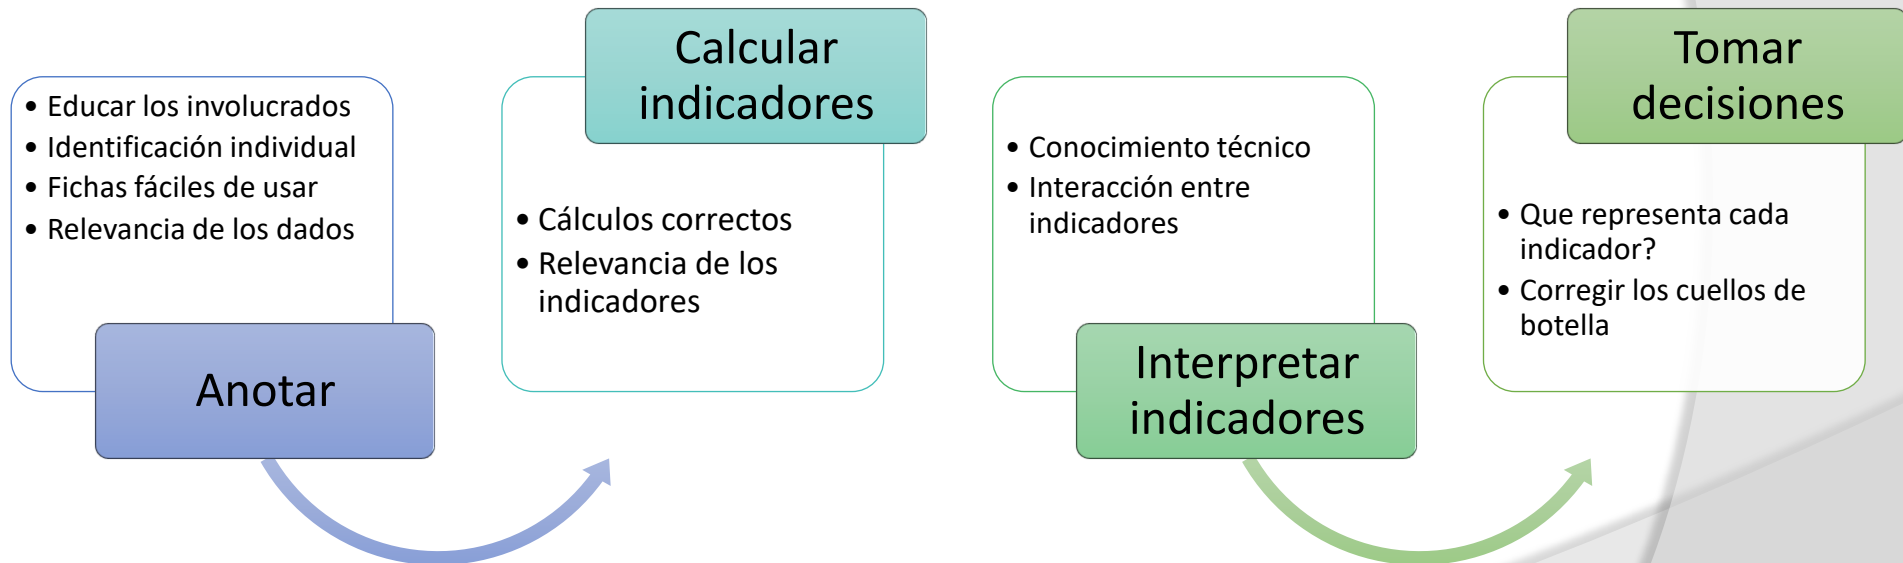 • Educar los involucrados
• Identificación individual
• Fichas fáciles de usar
• Relevancia de los dados
Anotar
Calcular
indicadores
• Cálculos correctos
• Relevancia de los
indicadores
• Conocimiento técnico
• Interacción entre
indicadores
Interpretar
indicadores
Tomar
decisiones
• Que representa cada
indicador?
• Corregir los cuellos de
botella